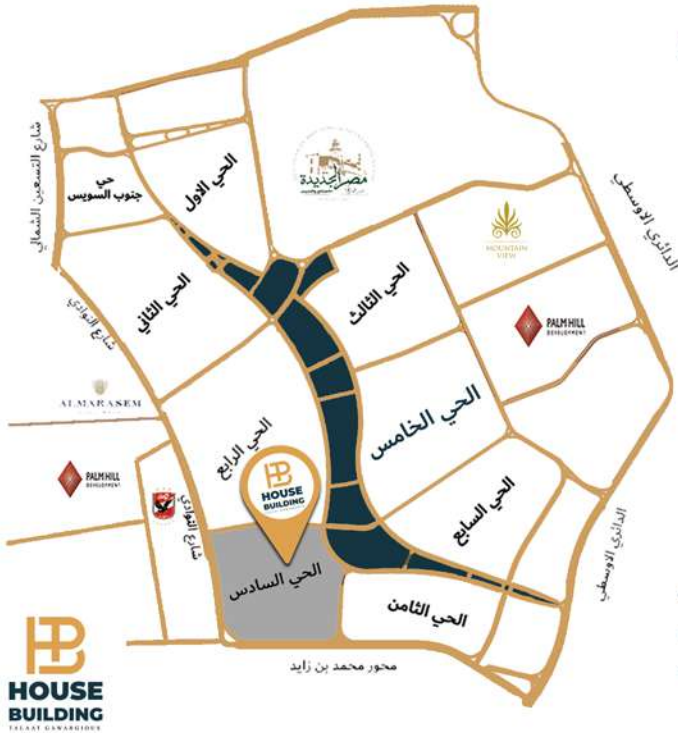 شارع التسعين الشمالي
حي
جنوب السويس
الحي الاول
مصر الجديدة
MOUNTAIN
VIEW
الدائري الاوسطي
الحي الثاني
الحي الثالث
PALM HILL
DEVELOPMENT
شارع النوادي
ALMARASEM
الحي الخامس
الحي الرابع
PALM HILL
DEVELOPMENT
HOUSE
BUILDING
الحي السابع
شارع النوادي
الدائري الاوسطي
الحي السادس
الحي الثامن
محور محمد بن زايد
HOUSE
BUILDING
TALAAT GAWARGIOUS